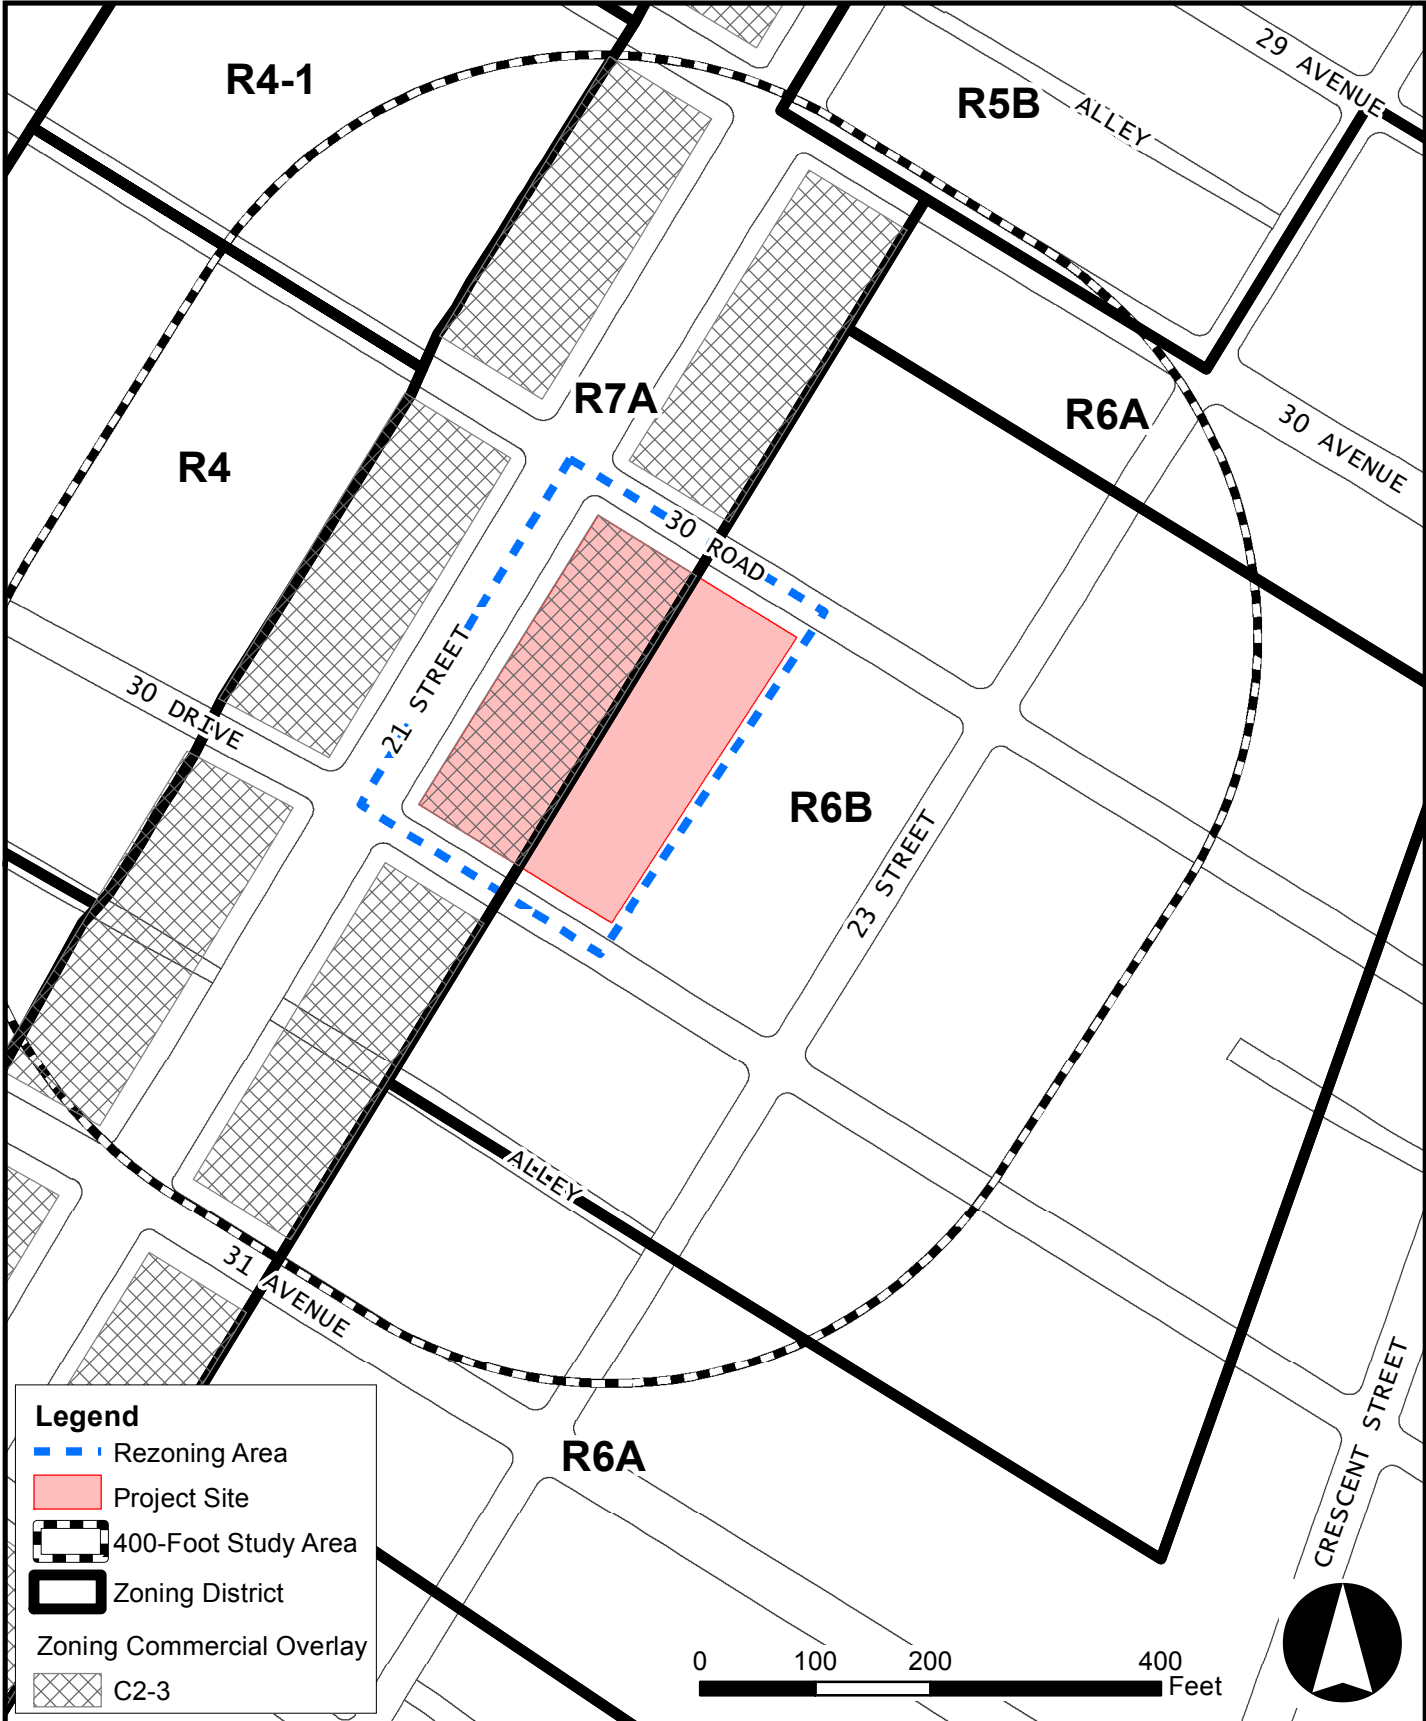 29 AVENUE
R4-1
R5B
ALLEY
R7A
R6A
30 AVENUE
R4
30 ROAD
21 STREET
30 DRIVE
R6B
23 STREET
ALLEY
31 AVENUE
R6A
CRESCENT STREET
Legend
Rezoning Area
Project Site
400-Foot Study Area
Zoning District
Zoning Commercial Overlay
C2-3
0 100 200 400
Feet